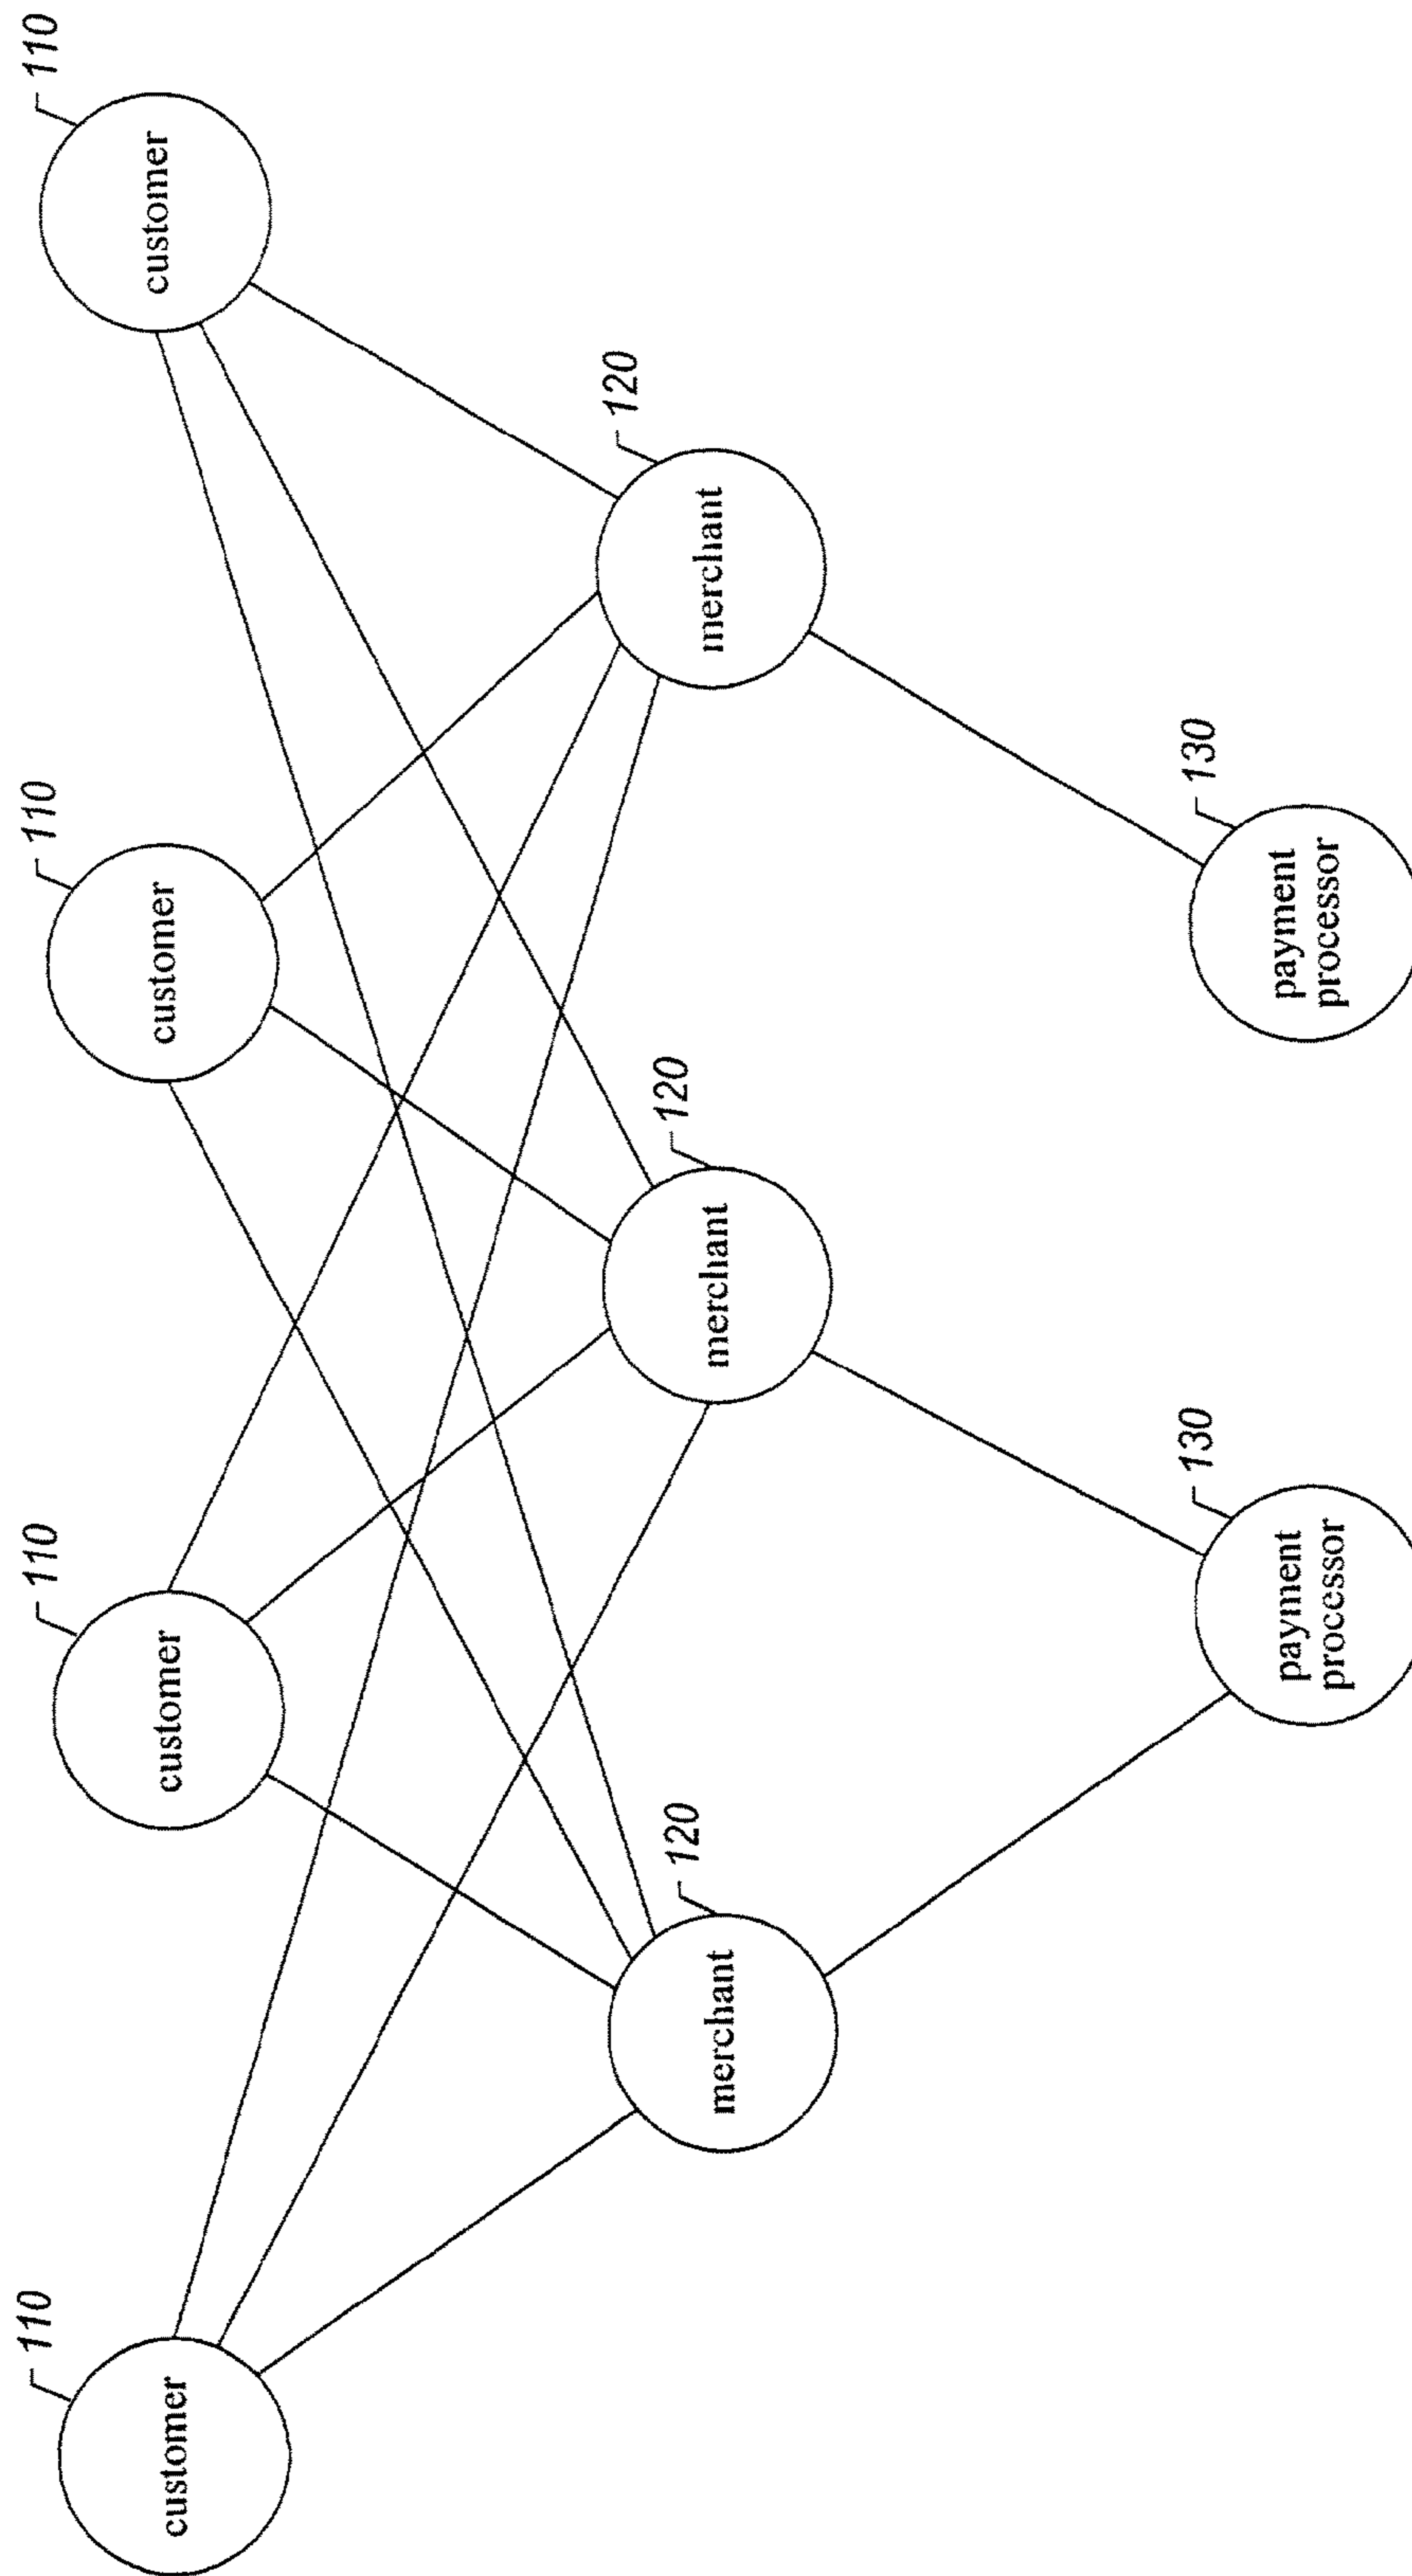 110
110
110
110
customer
customer
customer
customer
120
120
120
merchant
merchant
merchant
130
130
payment
processor
payment
processor